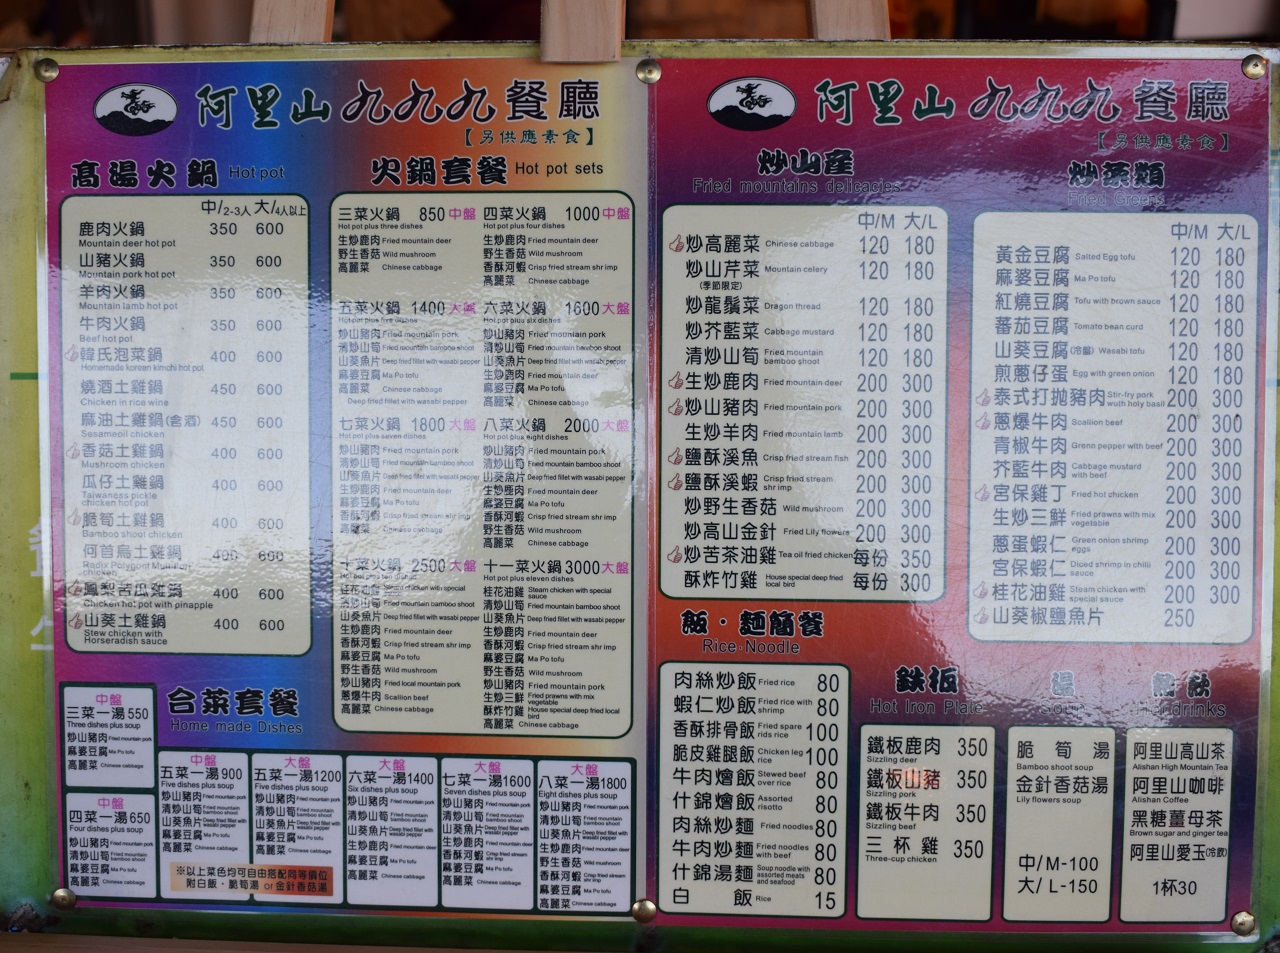 阿里山九九九餐廳
【另供應素食】
高湯火鍋 Hot pot
中/2-3人 大/4人以上
鹿肉火鍋 350 600
Mountain deer hot pot
山豬火鍋 350 600
Mountain pork hot pot
羊肉火鍋 350 600
Mountain lamb hot pot
牛肉火鍋 350 600
Beef hot pot
韓氏泡菜鍋 400 600
Homemade korean kimchi hot pot
燒酒土雞鍋 450 600
Chicken in rice wine
麻油土雞鍋(含酒) 450 600
Sesameoil chicken
香菇土雞鍋 400 600
Mushroom chicken
瓜仔土雞鍋 400 600
Taiwaness pickle
chicken hot pot
脆筍土雞鍋 400 600
Bamboo shoot chicken
何首烏土雞鍋 400 600
chicken
鳳梨苦瓜雞鍋 400 600
Chicken hot pot with pinapple
山葵土雞鍋 400 600
Stew chicken with
Horseradish sauce
火鍋套餐 Hot pot sets
三菜火鍋 850 中盤
Hot pot plus three dishes
生炒鹿肉 Fried mountain deer
野生香菇 Wild mushroom
高麗菜 Chinese cabbage
四菜火鍋 1000 中盤
Hot pot plus four dishes
生炒鹿肉 Fried mountain deer
野生香菇 Wild mushroom
香酥河蝦 Crisp fried stream shr imp
高麗菜 Chinese cabbage
五菜火鍋 1400 大盤
Hot pot plus five dishes
炒山豬肉 Fried mountain pork
清炒山筍 Fried mountain bamboo shoot
山葵魚片 Deep fried fillet with wasabi pepper
麻婆豆腐 Ma Po tofu
高麗菜 Chinese cabbage
Deep fried fillet with wasabi pepper
六菜火鍋 1600 大盤
Hot pot plus six dishes
炒山豬肉 Fried mountain pork
清炒山筍 Fried mountain bamboo shoot
山葵魚片 Deep fried fillet with wasabi pepper
生炒鹿肉 Fried mountain deer
麻婆豆腐 Ma Po tofu
高麗菜 Chinese cabbage
七菜火鍋 1800 大盤
Hot pot plus seven dishes
炒山豬肉 Fried mountain pork
清炒山筍 Fried mountain bamboo shoot
山葵魚片 Deep fried fillet with wasabi pepper
生炒鹿肉 Fried mountain deer
麻婆豆腐 Ma Po tofu
香酥河蝦 Crisp fried stream shr imp
高麗菜 Chinese cabbage
八菜火鍋 2000 大盤
Hot pot plus eight dishes
炒山豬肉 Fried mountain pork
清炒山筍 Fried mountain bamboo shoot
山葵魚片 Deep fried fillet with wasabi pepper
生炒鹿肉 Fried mountain deer
麻婆豆腐 Ma Po tofu
香酥河蝦 Crisp fried stream shr imp
野生香菇 Wild mushroom
高麗菜 Chinese cabbage
十菜火鍋 2500 大盤
Hot pot plus ten dishes
桂花油雞 Steam chicken with special sauce
清炒山筍 Fried mountain bamboo shoot
山葵魚片 Deep fried fillet with wasabi pepper
生炒鹿肉 Fried mountain deer
香酥河蝦 Crisp fried stream shr imp
麻婆豆腐 Ma Po tofu
野生香菇 Wild mushroom
炒山豬肉 Fried local mountain pork
蔥爆牛肉 Scallion beef
高麗菜 Chinese cabbage
十一菜火鍋 3000 大盤
Hot pot plus eleven dishes
桂花油雞 Steam chicken with special sauce
清炒山筍 Fried mountain bamboo shoot
山葵魚片 Deep fried fillet with wasabi pepper
生炒鹿肉 Fried mountain deer
香酥河蝦 Crisp fried stream shr imp
麻婆豆腐 Ma Po tofu
野生香菇 Wild mushroom
炒山豬肉 Fried mountain pork
生炒三鮮 Fried prawns with mix vegetable
酥炸竹雞 House special deep fried local bird
高麗菜 Chinese cabbage
合菜套餐
Home made Dishes
中盤
三菜一湯 550
Three dishes plus soup
炒山豬肉 Fried mountain pork
麻婆豆腐 Ma Po tofu
高麗菜 Chinese cabbage
中盤
四菜一湯 650
Four dishes plus soup
炒山豬肉 Fried mountain pork
清炒山筍 Fried mountain bamboo shoot
麻婆豆腐 Ma Po tofu
高麗菜 Chinese cabbage
中盤
五菜一湯 900
Five dishes plus soup
炒山豬肉 Fried mountain pork
清炒山筍 Fried mountain bamboo shoot
山葵魚片 Deep fried fillet with wasabi pepper
麻婆豆腐 Ma Po tofu
高麗菜 Chinese cabbage
大盤
五菜一湯 1200
Five dishes plus soup
炒山豬肉 Fried mountain pork
清炒山筍 Fried mountain bamboo shoot
山葵魚片 Deep fried fillet with wasabi pepper
麻婆豆腐 Ma Po tofu
高麗菜 Chinese cabbage
大盤
六菜一湯 1400
Six dishes plus soup
炒山豬肉 Fried mountain pork
清炒山筍 Fried mountain bamboo shoot
山葵魚片 Deep fried fillet with wasabi pepper
生炒鹿肉 Fried mountain deer
麻婆豆腐 Ma Po tofu
高麗菜 Chinese cabbage
大盤
七菜一湯 1600
Seven dishes plus soup
炒山豬肉 Fried mountain pork
清炒山筍 Fried mountain bamboo shoot
山葵魚片 Deep fried fillet with wasabi pepper
生炒鹿肉 Fried mountain deer
香酥河蝦 Crisp fried stream shr imp
麻婆豆腐 Ma Po tofu
高麗菜 Chinese cabbage
大盤
八菜一湯 1800
Eight dishes plus soup
炒山豬肉 Fried mountain pork
清炒山筍 Fried mountain bamboo shoot
山葵魚片 Deep fried fillet with wasabi pepper
生炒鹿肉 Fried mountain deer
野生香菇 Wild mushroom
香酥河蝦 Crisp fried stream shr imp
麻婆豆腐 Ma Po tofu
高麗菜 Chinese cabbage
※以上菜色均可自由搭配同等價位
附白飯・脆筍湯 or 金針香菇湯
阿里山九九九餐廳
【另供應素食】
炒山産
Fried mountains delicacies
中/M 大/L
炒高麗菜 Chinese cabbage 120 180
炒山芹菜 Mountain celery 120 180
(季節限定)
炒龍鬚菜 Dragon thread 120 180
炒芥藍菜 Cabbage mustard 120 180
清炒山筍 Fried mountain bamboo shoot 120 180
生炒鹿肉 Fried mountain deer 200 300
炒山豬肉 Fried mountain pork 200 300
生炒羊肉 Fried mountain lamb 200 300
鹽酥溪魚 Crisp fried stream fish 200 300
鹽酥溪蝦 Crisp fried stream shr imp 200 300
炒野生香菇 Wild mushroom 200 300
炒高山金針 Fried Lily flowers 200 300
炒苦茶油雞 Tea oil fried chicken 每份 350
酥炸竹雞 House special deep fried local bird 每份 300
炒菜類
Fried Greens
中/M 大/L
黃金豆腐 Salted Egg tofu 120 180
麻婆豆腐 Ma Po tofu 120 180
紅燒豆腐 Tofu with brown sauce 120 180
蕃茄豆腐 Tomato bean curd 120 180
山葵豆腐(冷盤) Wasabi tofu 120 180
煎蔥仔蛋 Egg with green onion 120 180
泰式打拋豬肉 Stir-fry pork wuth holy basil 200 300
蔥爆牛肉 Scallion beef 200 300
青椒牛肉 Grenn pepper with beef 200 300
芥藍牛肉 Cabbage mustard with beef 200 300
宮保雞丁 Fried hot chicken 200 300
生炒三鮮 Fried prawns with mix vegetable 200 300
蔥蛋蝦仁 Green onion shrimp eggs 200 300
宮保蝦仁 Diced shrimp in chilli sauce 200 300
桂花油雞 Steam chicken with special sauce 200 300
山葵椒鹽魚片 250
飯・麵簡餐
Rice Noodle
肉絲炒飯 Fried rice 80
蝦仁炒飯 Fried rice with shrimp 80
香酥排骨飯 Fried spare rids rice 100
脆皮雞腿飯 Chicken leg rice 100
牛肉燴飯 Stewed beef over rice 80
什錦燴飯 Assorted risotto 80
肉絲炒麵 Fried noodles 80
牛肉炒麵 Fried noodles with beef 80
什錦湯麵 Soup noodle with assorted meats and seafood 80
白飯 Rice 15
鉄板
Hot Iron Plate
鐵板鹿肉 350
Sizzling deer
鐵板山豬 350
Sizzling pork
鐵板牛肉 350
Sizzling beef
三杯雞 350
Three-cup chicken
湯
Soup
脆筍湯
Bamboo shoot soup
金針香菇湯
Lily flowers soup
中/M-100
大/L-150
熱飲
Hot drinks
阿里山高山茶
Alishan High Mountain Tea
阿里山咖啡
Alishan Coffee
黑糖薑母茶
Brown sugar and ginger tea
阿里山愛玉(冷飲)
1杯30